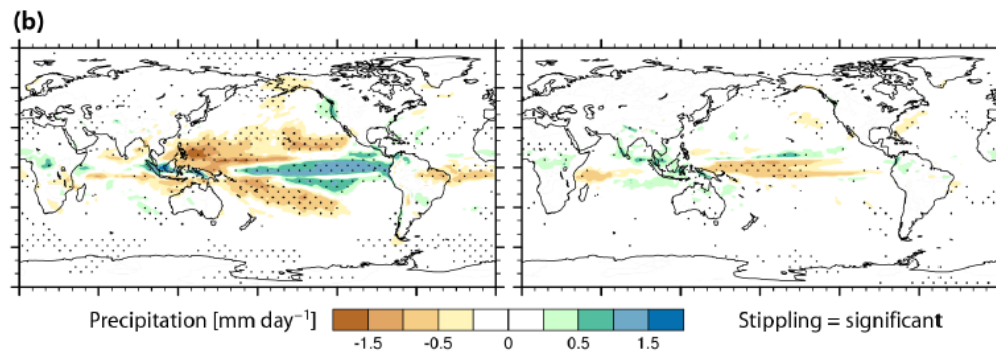 (b)
Precipitation [mm day⁻¹]
-1.5 -0.5 0 0.5 1.5
Stippling = significant